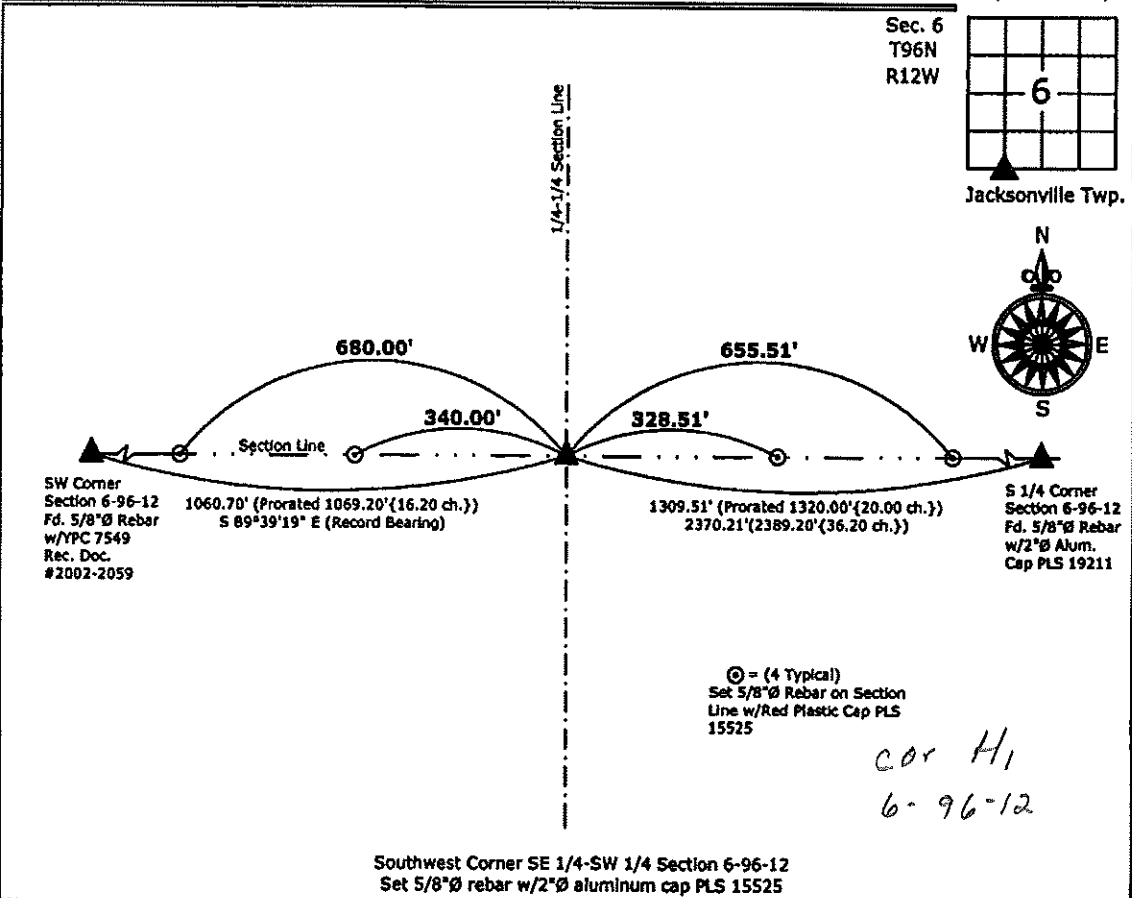 Sec. 6
T96N
R12W
6
Jacksonville Twp.
N
W E
S
1/4-1/4 Section Line
680.00'
655.51'
340.00'
328.51'
Section Line
SW Corner
Section 6-96-12
Fd. 5/8"Ø Rebar
w/YPC 7549
Rec. Doc.
#2002-2059
1060.70' (Prorated 1069.20'{16.20 ch.})
S 89°39'19" E (Record Bearing)
1309.51' (Prorated 1320.00'{20.00 ch.})
2370.21'(2389.20'{36.20 ch.})
S 1/4 Corner
Section 6-96-12
Fd. 5/8"Ø Rebar
w/2"Ø Alum.
Cap PLS 19211
= (4 Typical)
Set 5/8"Ø Rebar on Section
Line w/Red Plastic Cap PLS
15525
cor H1
6-96-12
Southwest Corner SE 1/4-SW 1/4 Section 6-96-12
Set 5/8"Ø rebar w/2"Ø aluminum cap PLS 15525